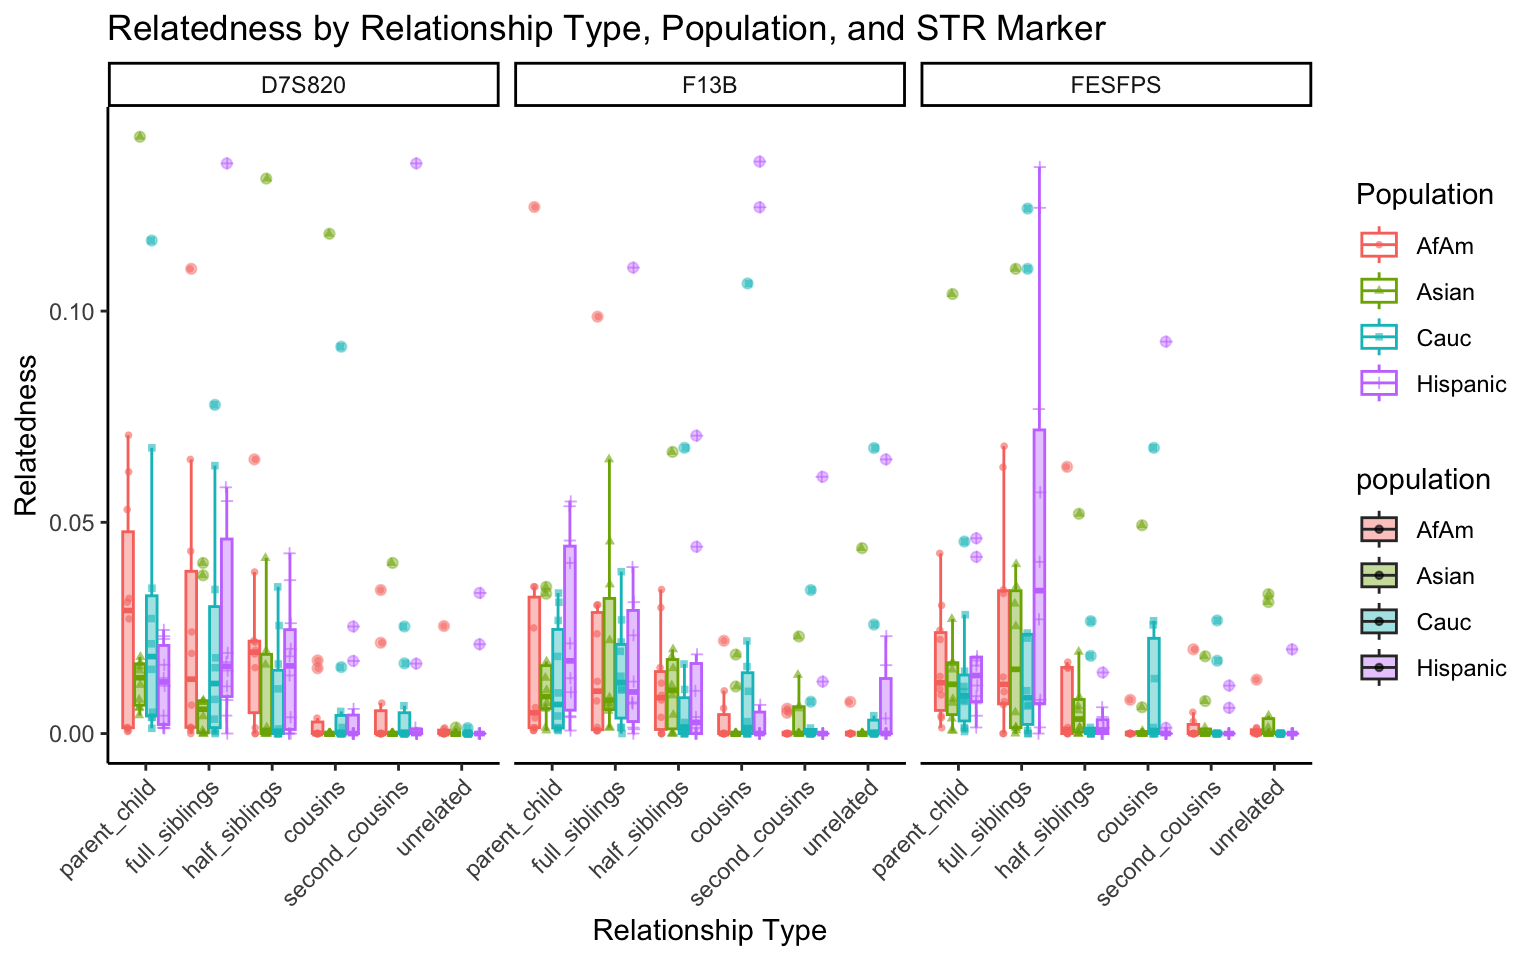 Relatedness by Relationship Type, Population, and STR Marker
D7S820
F13B
FESFPS
Relatedness
0.10
0.05
0.00
parent_child
full_siblings
half_siblings
cousins
second_cousins
unrelated
parent_child
full_siblings
half_siblings
cousins
second_cousins
unrelated
parent_child
full_siblings
half_siblings
cousins
second_cousins
unrelated
Relationship Type
Population
AfAm
Asian
Cauc
Hispanic
population
AfAm
Asian
Cauc
Hispanic